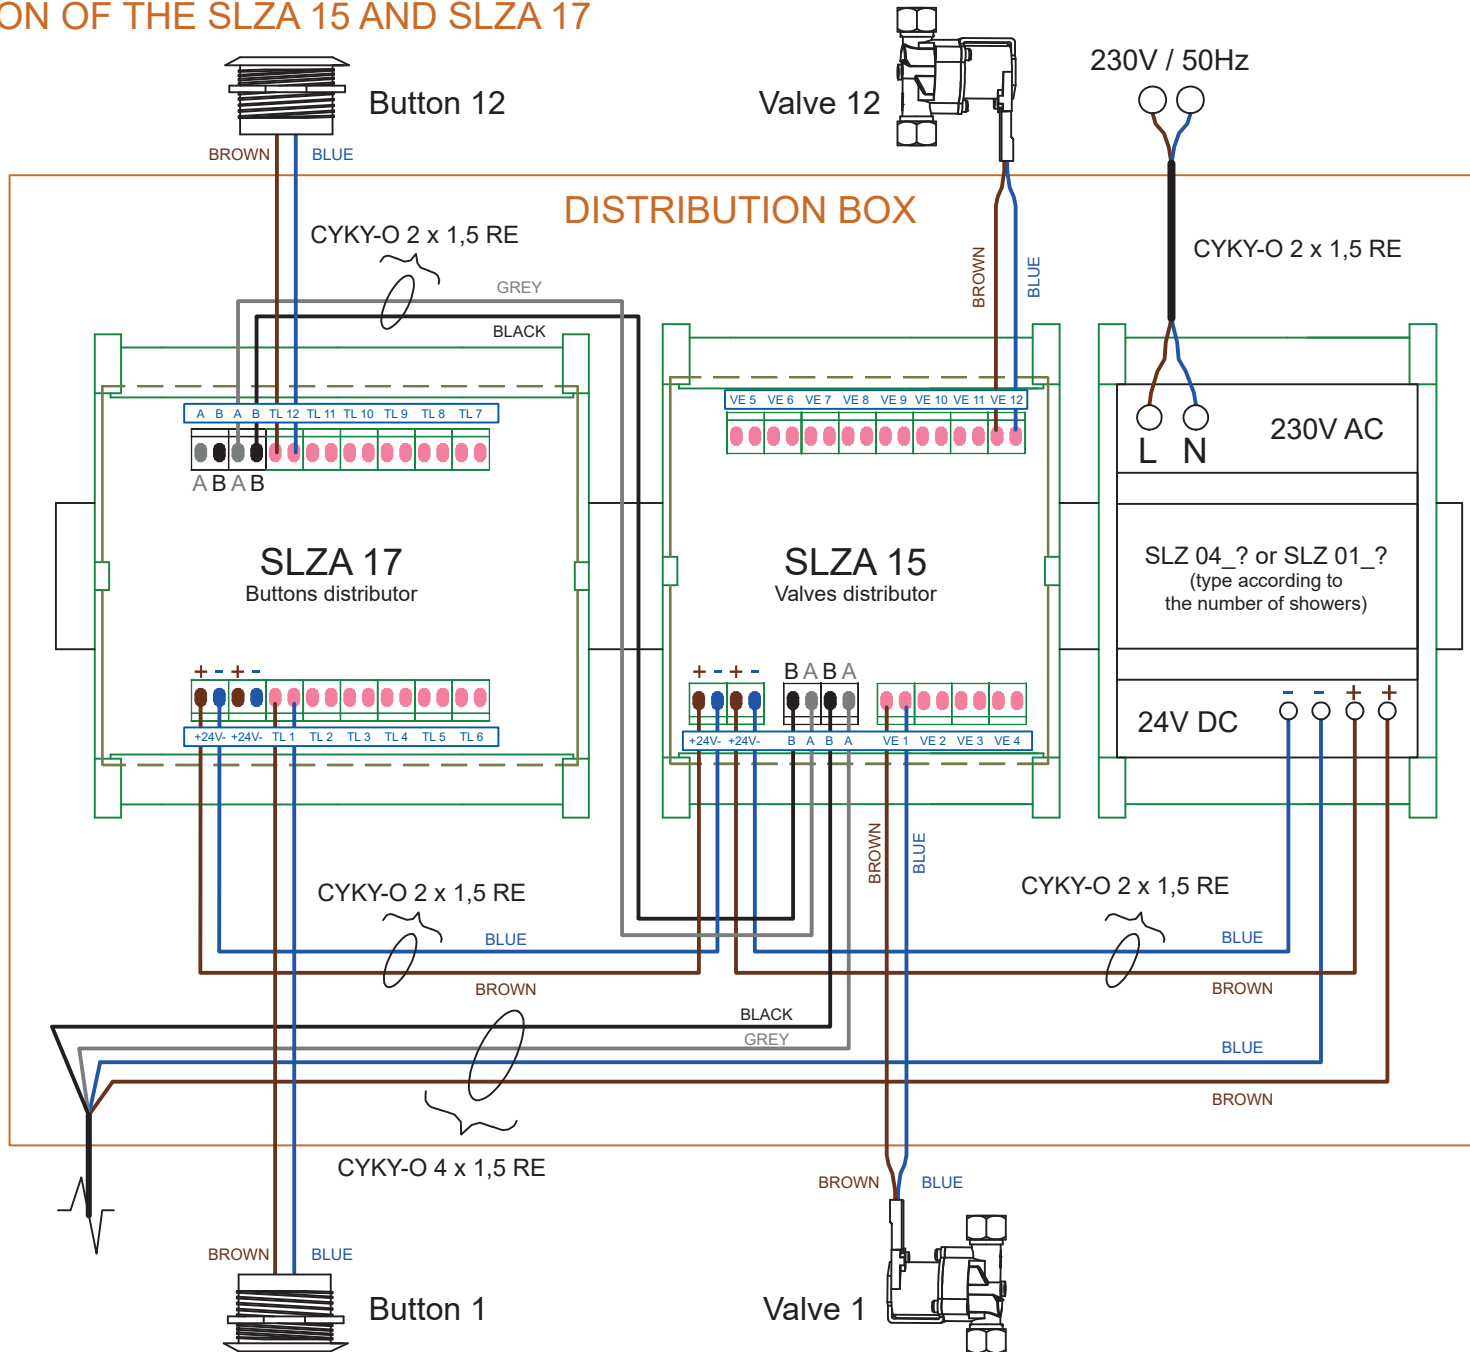 ON OF THE SLZA 15 AND SLZA 17
Button 12
Valve 12
230V / 50Hz
BROWN
BLUE
DISTRIBUTION BOX
CYKY-O 2 x 1,5 RE
CYKY-O 2 x 1,5 RE
BROWN
BLUE
GREY
BLACK
A B A B TL 12 TL 11 TL 10 TL 9 TL 8 TL 7
A B A B
VE 5 VE 6 VE 7 VE 8 VE 9 VE 10 VE 11 VE 12
230V AC
L N
SLZA 17
Buttons distributor
SLZA 15
Valves distributor
SLZ 04_? or SLZ 01_?
(type according to
the number of showers)
+ - + -
+24V- +24V- TL 1 TL 2 TL 3 TL 4 TL 5 TL 6
+ - + -
B A B A
+24V- +24V- B A B A VE 1 VE 2 VE 3 VE 4
- - + +
24V DC
BROWN
BLUE
CYKY-O 2 x 1,5 RE
CYKY-O 2 x 1,5 RE
BLUE
BLUE
BROWN
BROWN
BLACK
GREY
BLUE
BROWN
CYKY-O 4 x 1,5 RE
BROWN
BLUE
BROWN
BLUE
Button 1
Valve 1